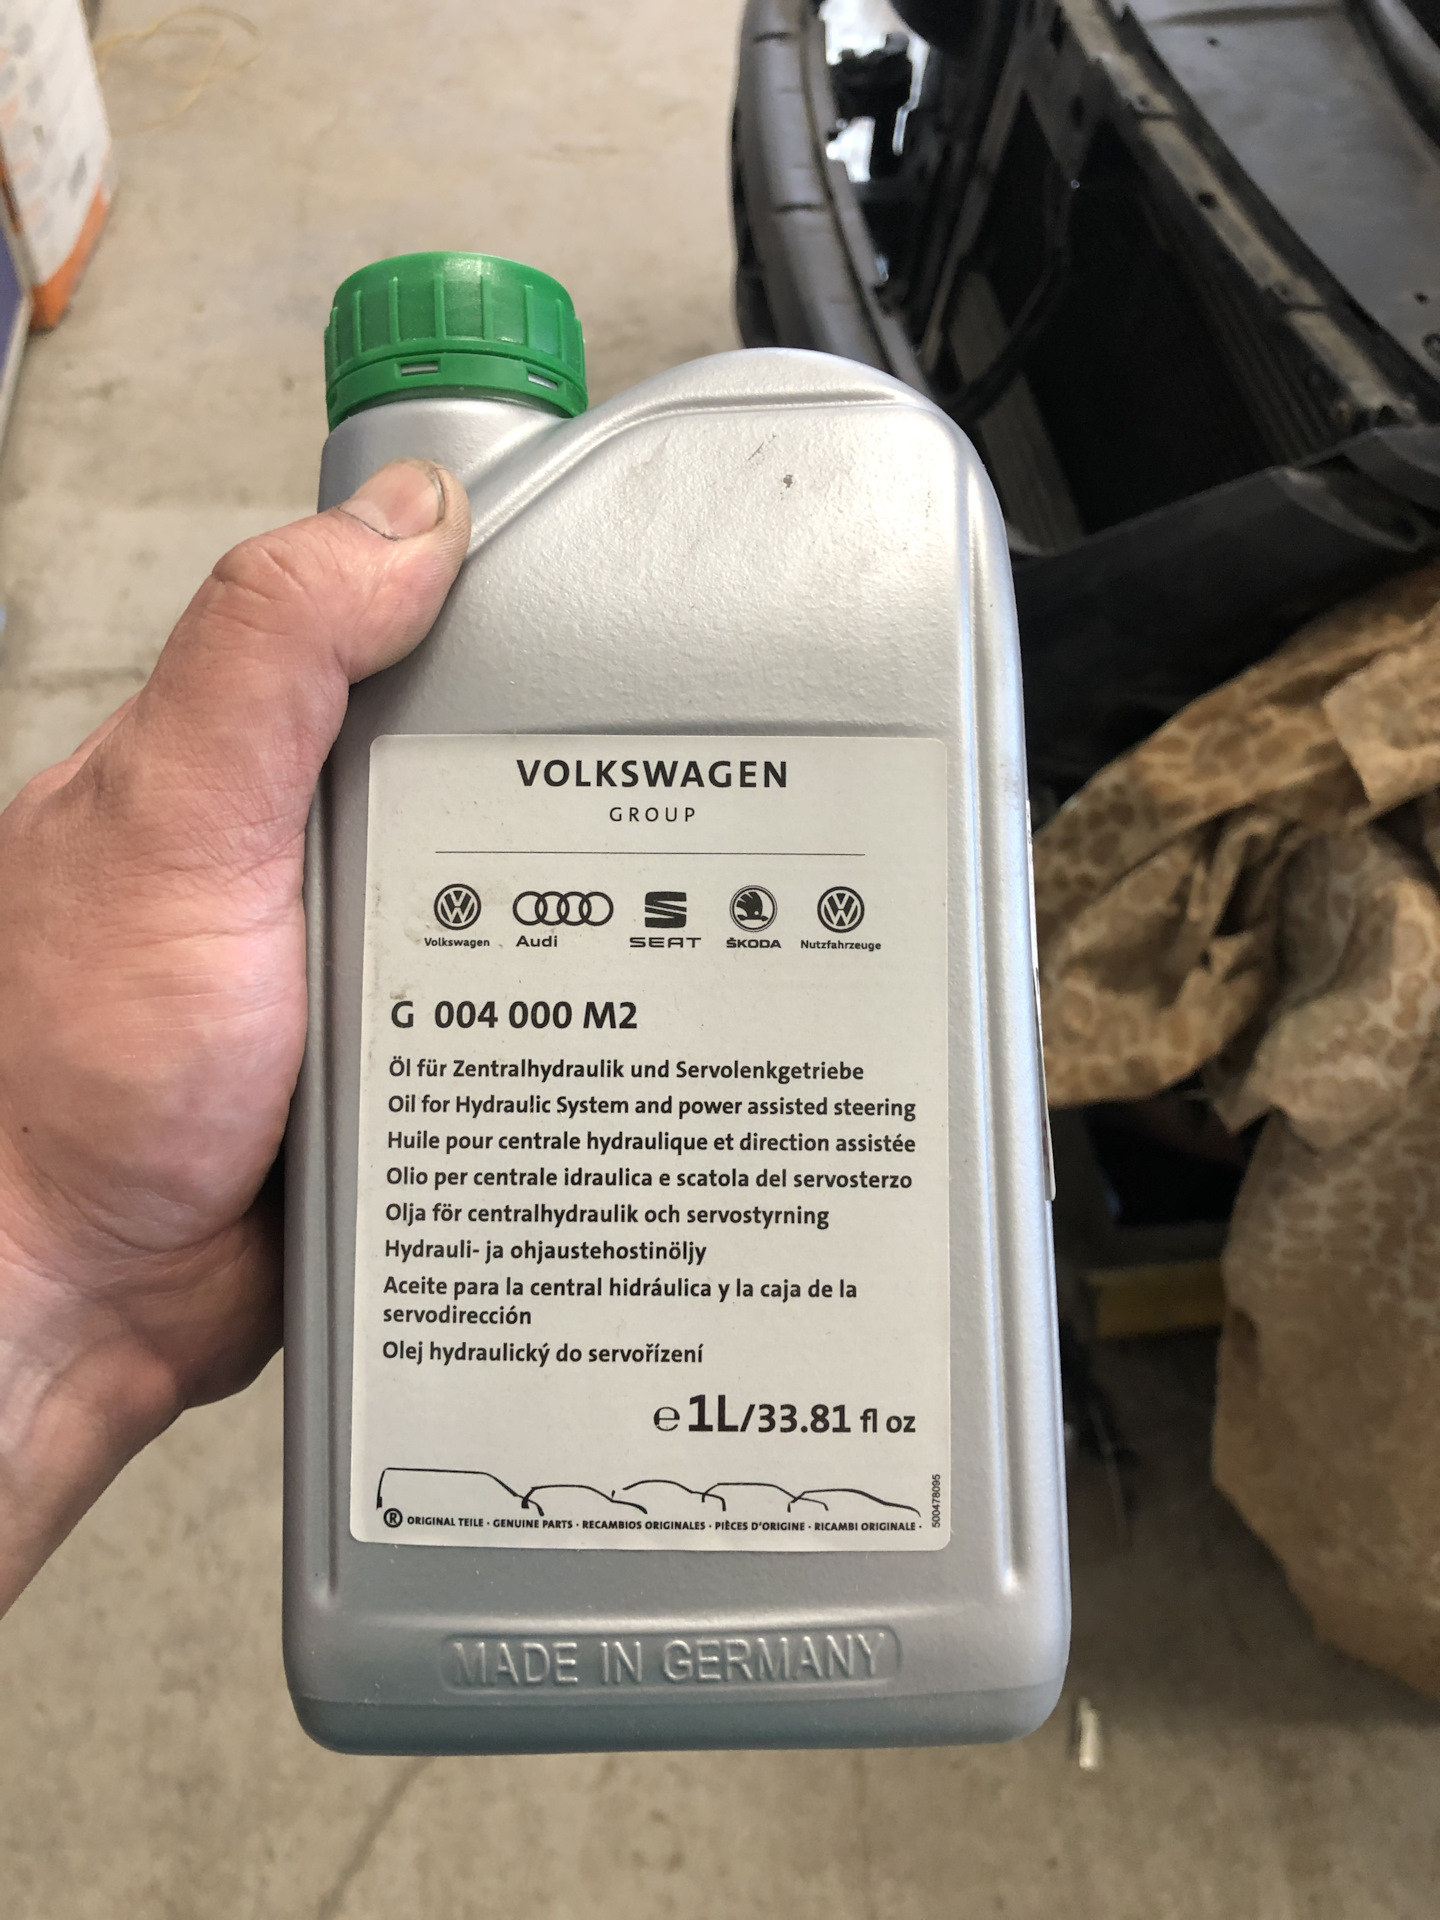 VOLKSWAGEN
GROUP
Volkswagen Audi SEAT ŠKODA Nutzfahrzeuge
G 004 000 M2
Öl für Zentralhydraulik und Servolenkgetriebe
Oil for Hydraulic System and power assisted steering
Huile pour centrale hydraulique et direction assistée
Olio per centrale idraulica e scatola del servosterzo
Olja för centralhydraulik och servostyrning
Hydrauli- ja ohjaustehostinöljy
Aceite para la central hidráulica y la caja de la
servodirección
Olej hydraulický do servořízení
℮ 1L/33.81 fl oz
® ORIGINAL TEILE · GENUINE PARTS · RECAMBIOS ORIGINALES · PIÈCES D'ORIGINE · RICAMBI ORIGINALE ·
500478095
MADE IN GERMANY